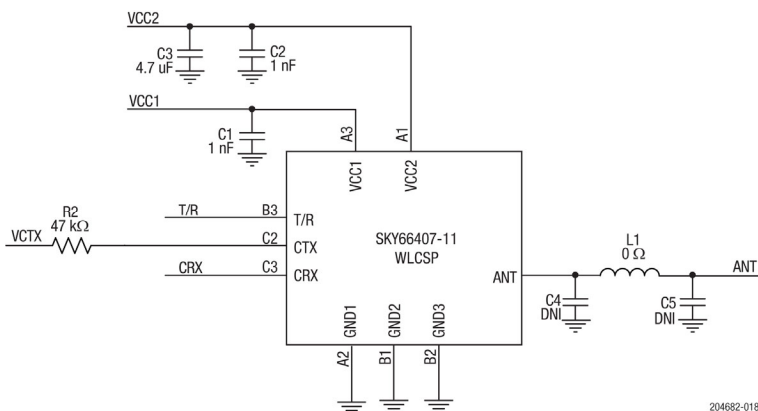 VCC2
C3
4.7 uF
C2
1 nF
VCC1
C1
1 nF
A3
A1
VCC1
VCC2
R2
47 kΩ
VCTX
T/R
B3
T/R
C2
CTX
CRX
C3
CRX
SKY66407-11
WLCSP
ANT
L1
0 Ω
ANT
C4
DNI
C5
DNI
GND1
GND2
GND3
A2
B1
B2
204682-018